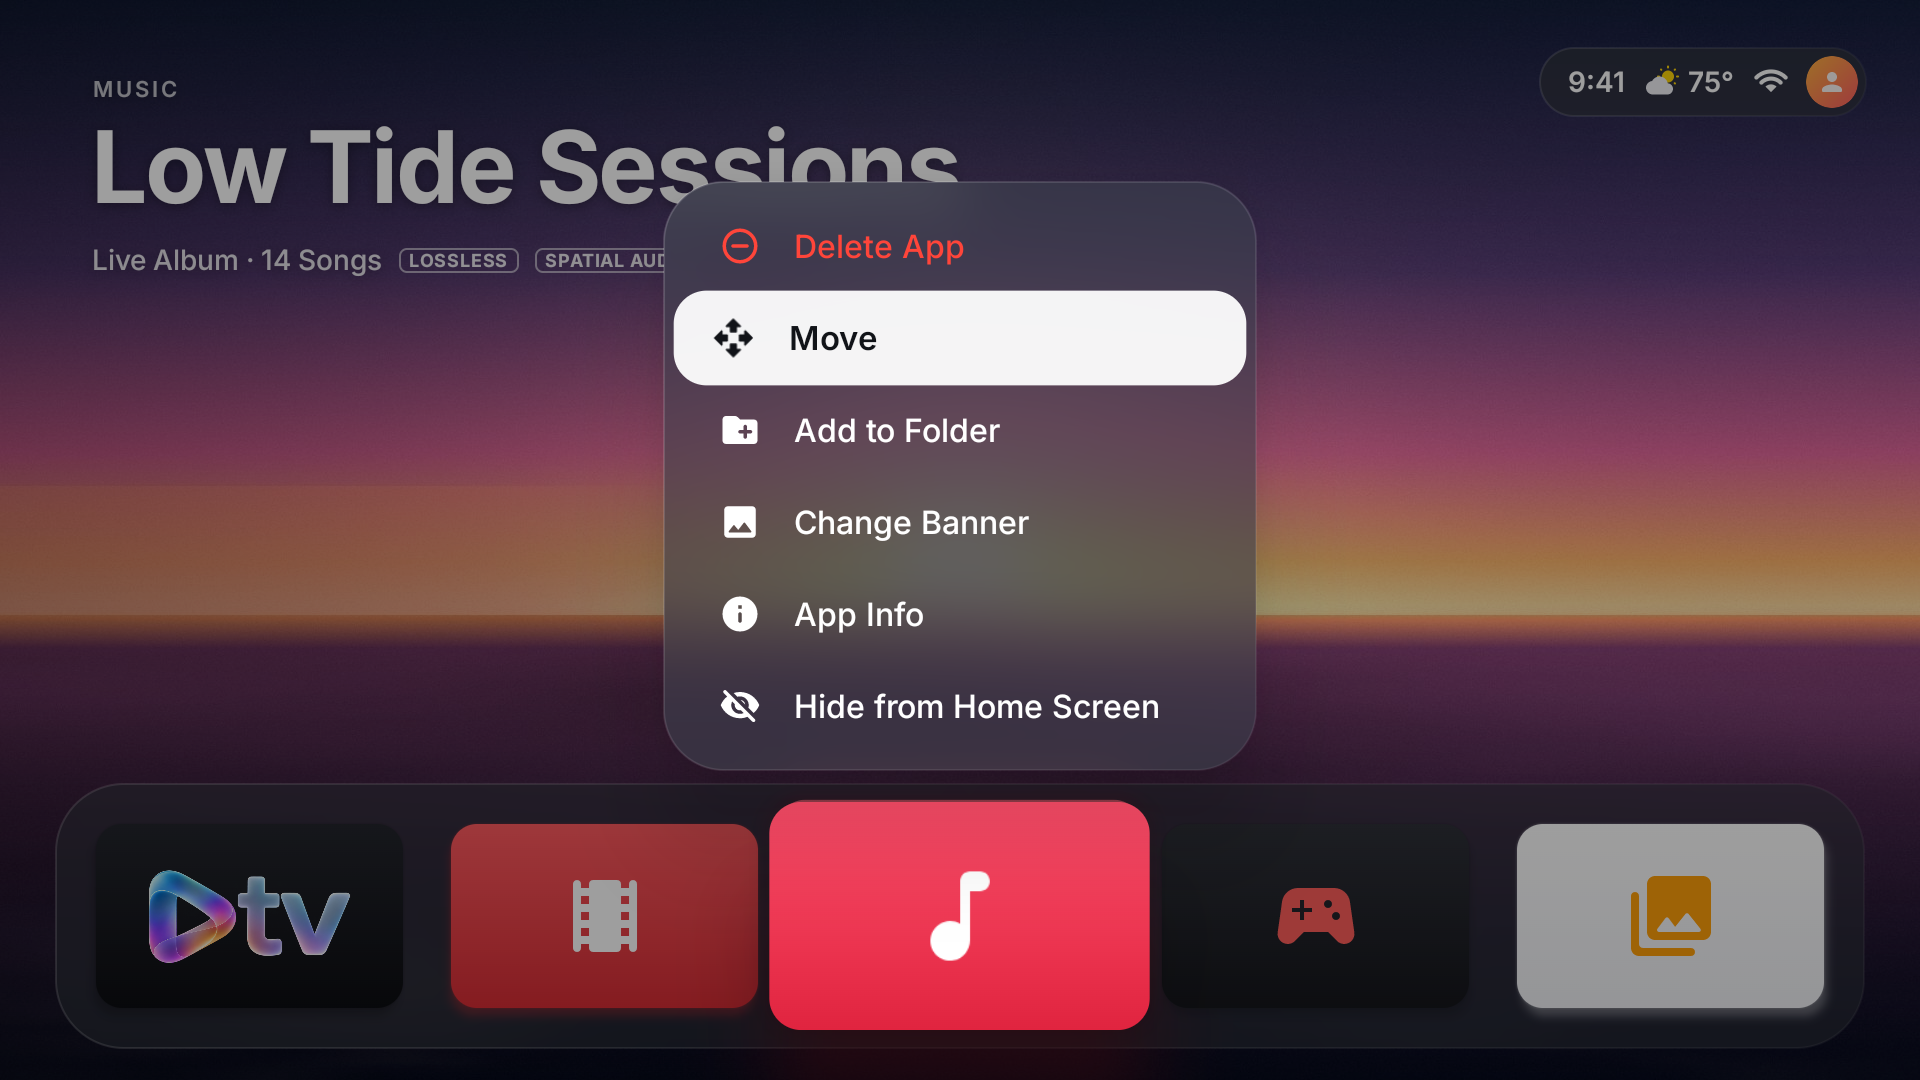 MUSIC
Low Tide Sessions
Live Album · 14 Songs LOSSLESS SPATIAL
9:41 75°
Delete App
Move
Add to Folder
Change Banner
App Info
Hide from Home Screen
tv